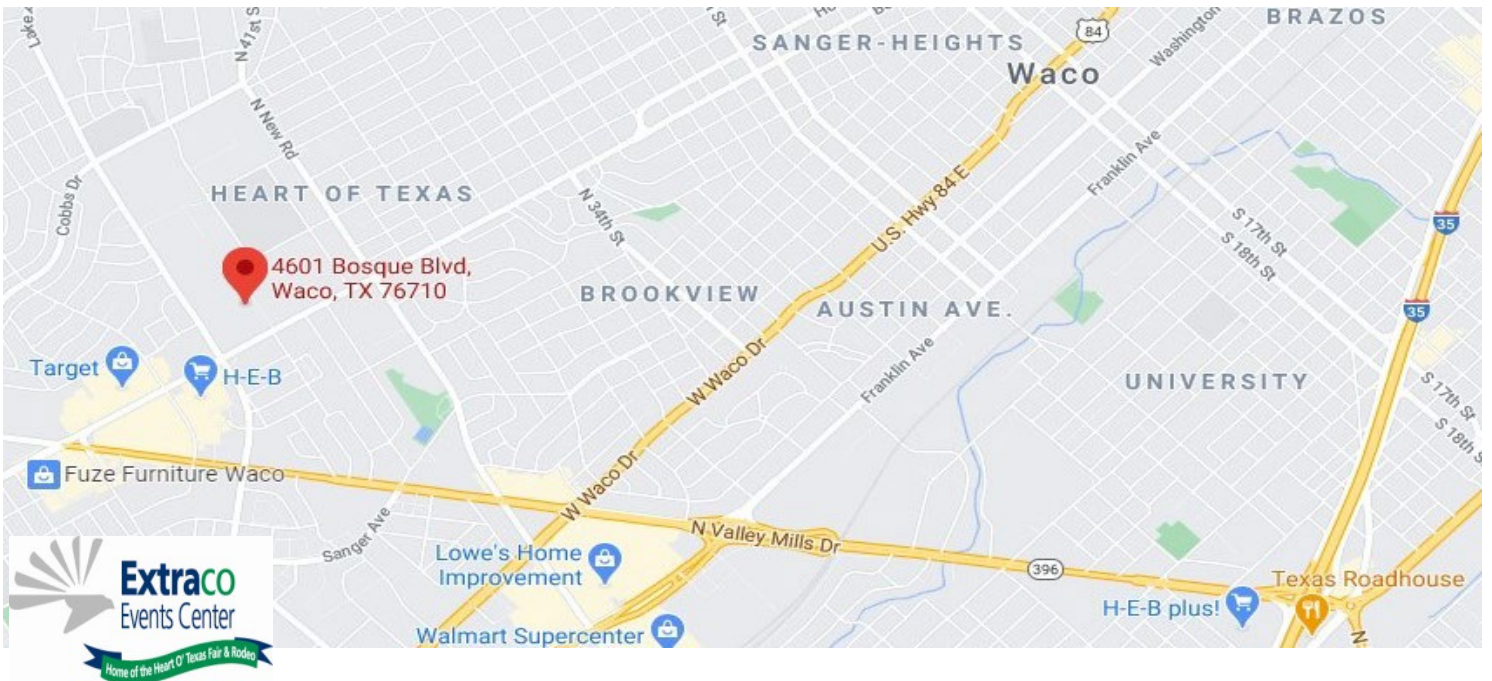 Lake
N 41st S
St
Ho
B
SANGER-HEIGHTS
84
Washington
BRAZOS
Waco
N New Rd
Cobbs Dr
HEART OF TEXAS
N 34th St
U.S. Hwy 84 E
Franklin Ave
S 17th St
S 18th St
35
4601 Bosque Blvd,
Waco, TX 76710
BROOKVIEW
AUSTIN AVE.
35
Target
H-E-B
W Waco Dr
Franklin Ave
UNIVERSITY
S 17th St
S 18th S
Fuze Furniture Waco
W Waco Dr
Sanger Ave
N Valley Mills Dr
Lowe's Home
Improvement
396
Texas Roadhouse
H-E-B plus!
Walmart Supercenter
N
Extraco
Events Center
Home of the Heart O' Texas Fair & Rodeo